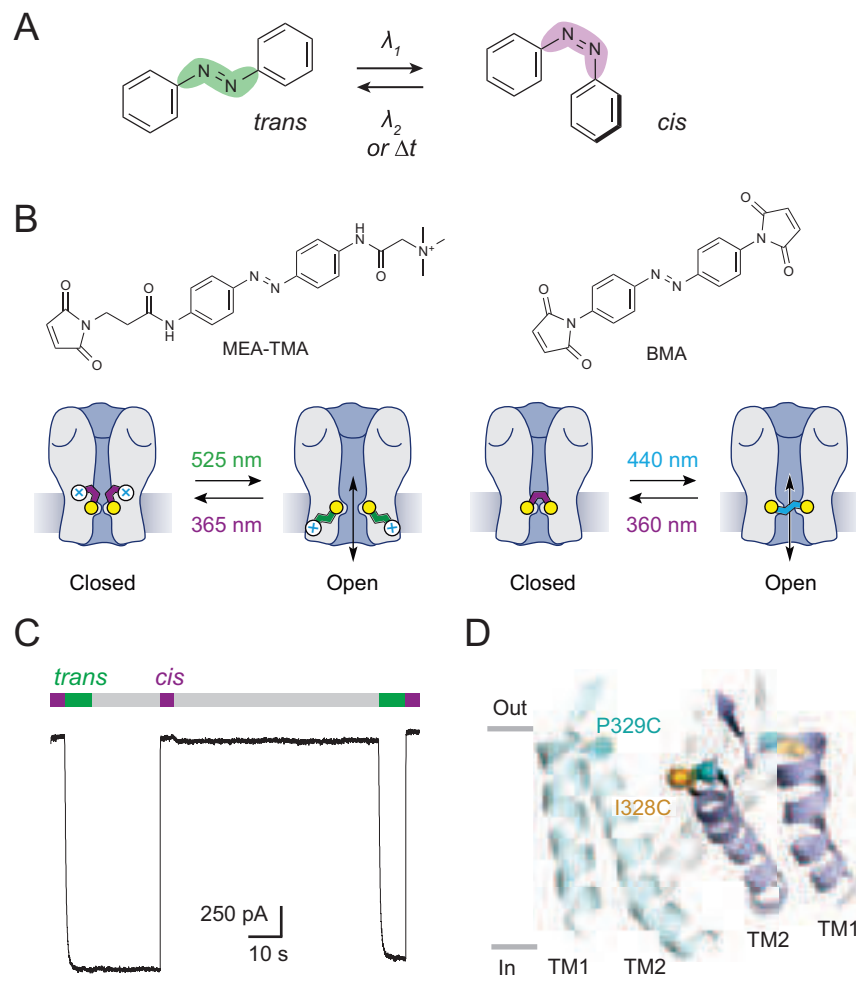 A
N
N
trans
λ1
λ2
or Δt
N
N
cis
B
O
N
O
O
NH
N
N
H
N
O
N+
MEA-TMA
O
N
O
N
N
O
N
O
BMA
525 nm
365 nm
Closed
Open
440 nm
360 nm
Closed
Open
C
trans
cis
250 pA
10 s
D
Out
P329C
I328C
In
TM1
TM2
TM2
TM1